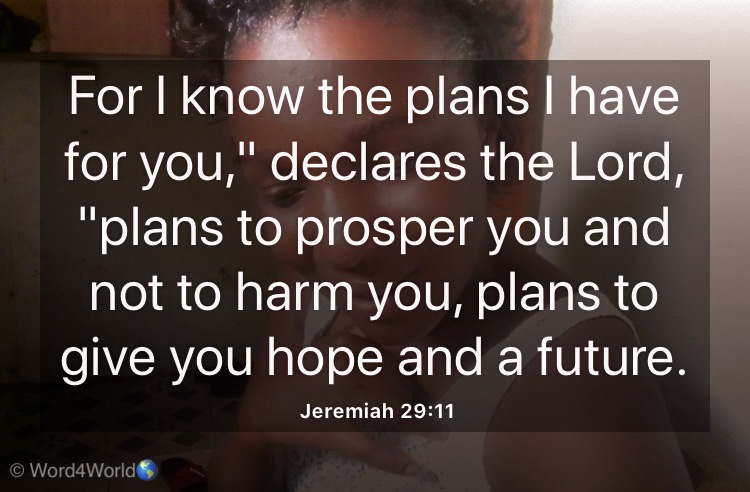 For I know the plans I have
for you," declares the Lord,
"plans to prosper you and
not to harm you, plans to
give you hope and a future.
Jeremiah 29:11
© Word4World🌎